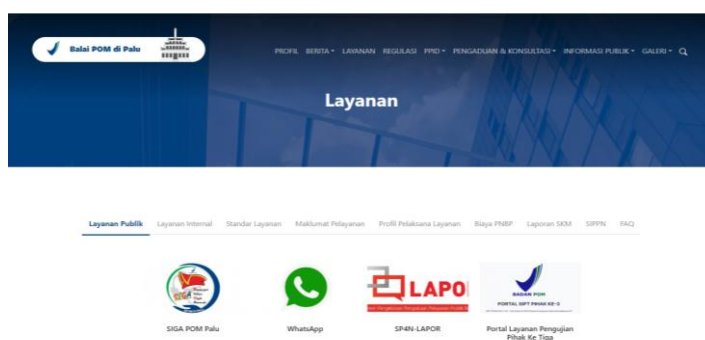 Balai POM di Palu
PROFIL BERITA LAYANAN REGULASI PPID PENGADUAN & KONSULTASI INFORMASI PUBLIK GALERI
Layanan
Layanan Publik Layanan Internal Standar Layanan Maklumat Pelayanan Profil Pelaksana Layanan Biaya PNBP Laporan SKM SIPPN FAQ
LAPO
BADAN POM
PORTAL SIPT PIHAK KE-3
SIGA POM Palu WhatsApp SP4N-LAPOR Portal Layanan Pengujian
Pihak Ke Tiga